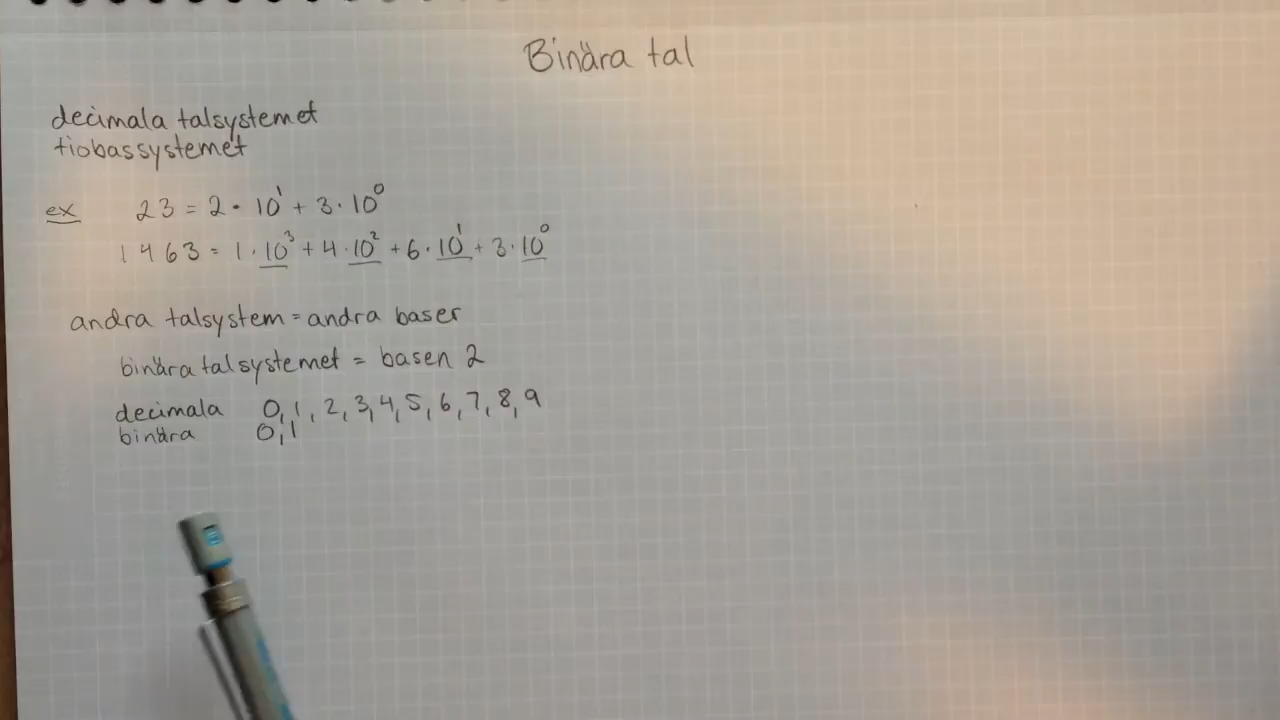 Binära tal
decimala talsystemet
tiobassystemet
ex 23 = 2 · 10¹ + 3 · 10⁰
1463 = 1 · 10³ + 4 · 10² + 6 · 10¹ + 3 · 10⁰
andra talsystem = andra baser
binära talsystemet = basen 2
decimala 0, 1, 2, 3, 4, 5, 6, 7, 8, 9
binära 0, 1